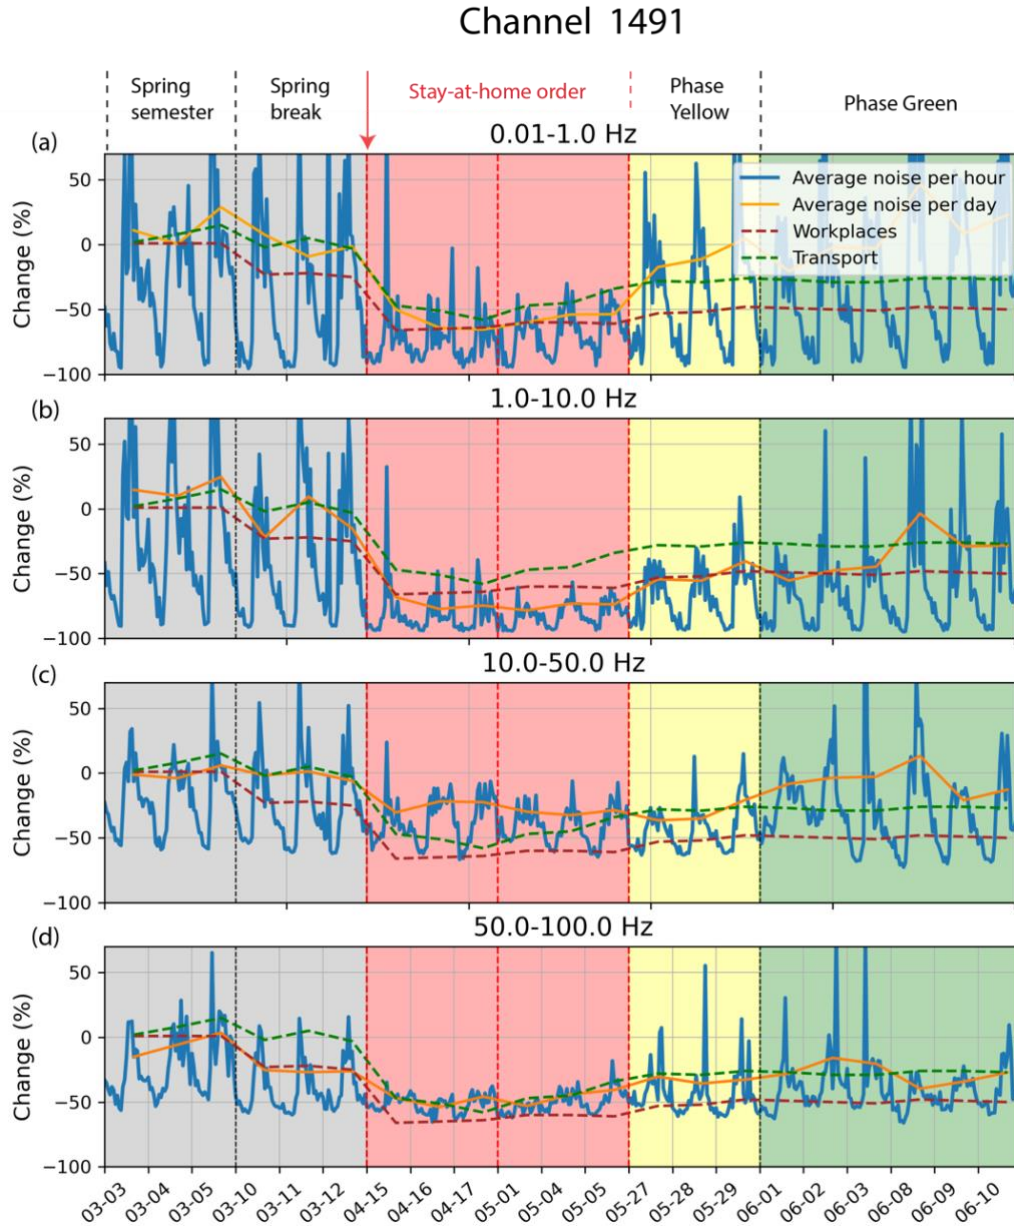 Channel 1491
Spring semester
Spring break
Stay-at-home order
Phase Yellow
Phase Green
(a)
0.01-1.0 Hz
Change (%)
50
0
−50
−100
Average noise per hour
Average noise per day
Workplaces
Transport
(b)
1.0-10.0 Hz
Change (%)
50
0
−50
−100
(c)
10.0-50.0 Hz
Change (%)
50
0
−50
−100
(d)
50.0-100.0 Hz
Change (%)
50
0
−50
−100
03-03 03-04 03-05 03-10 03-11 03-12 04-15 04-16 04-17 05-01 05-04 05-05 05-27 05-28 05-29 06-01 06-02 06-03 06-08 06-09 06-10